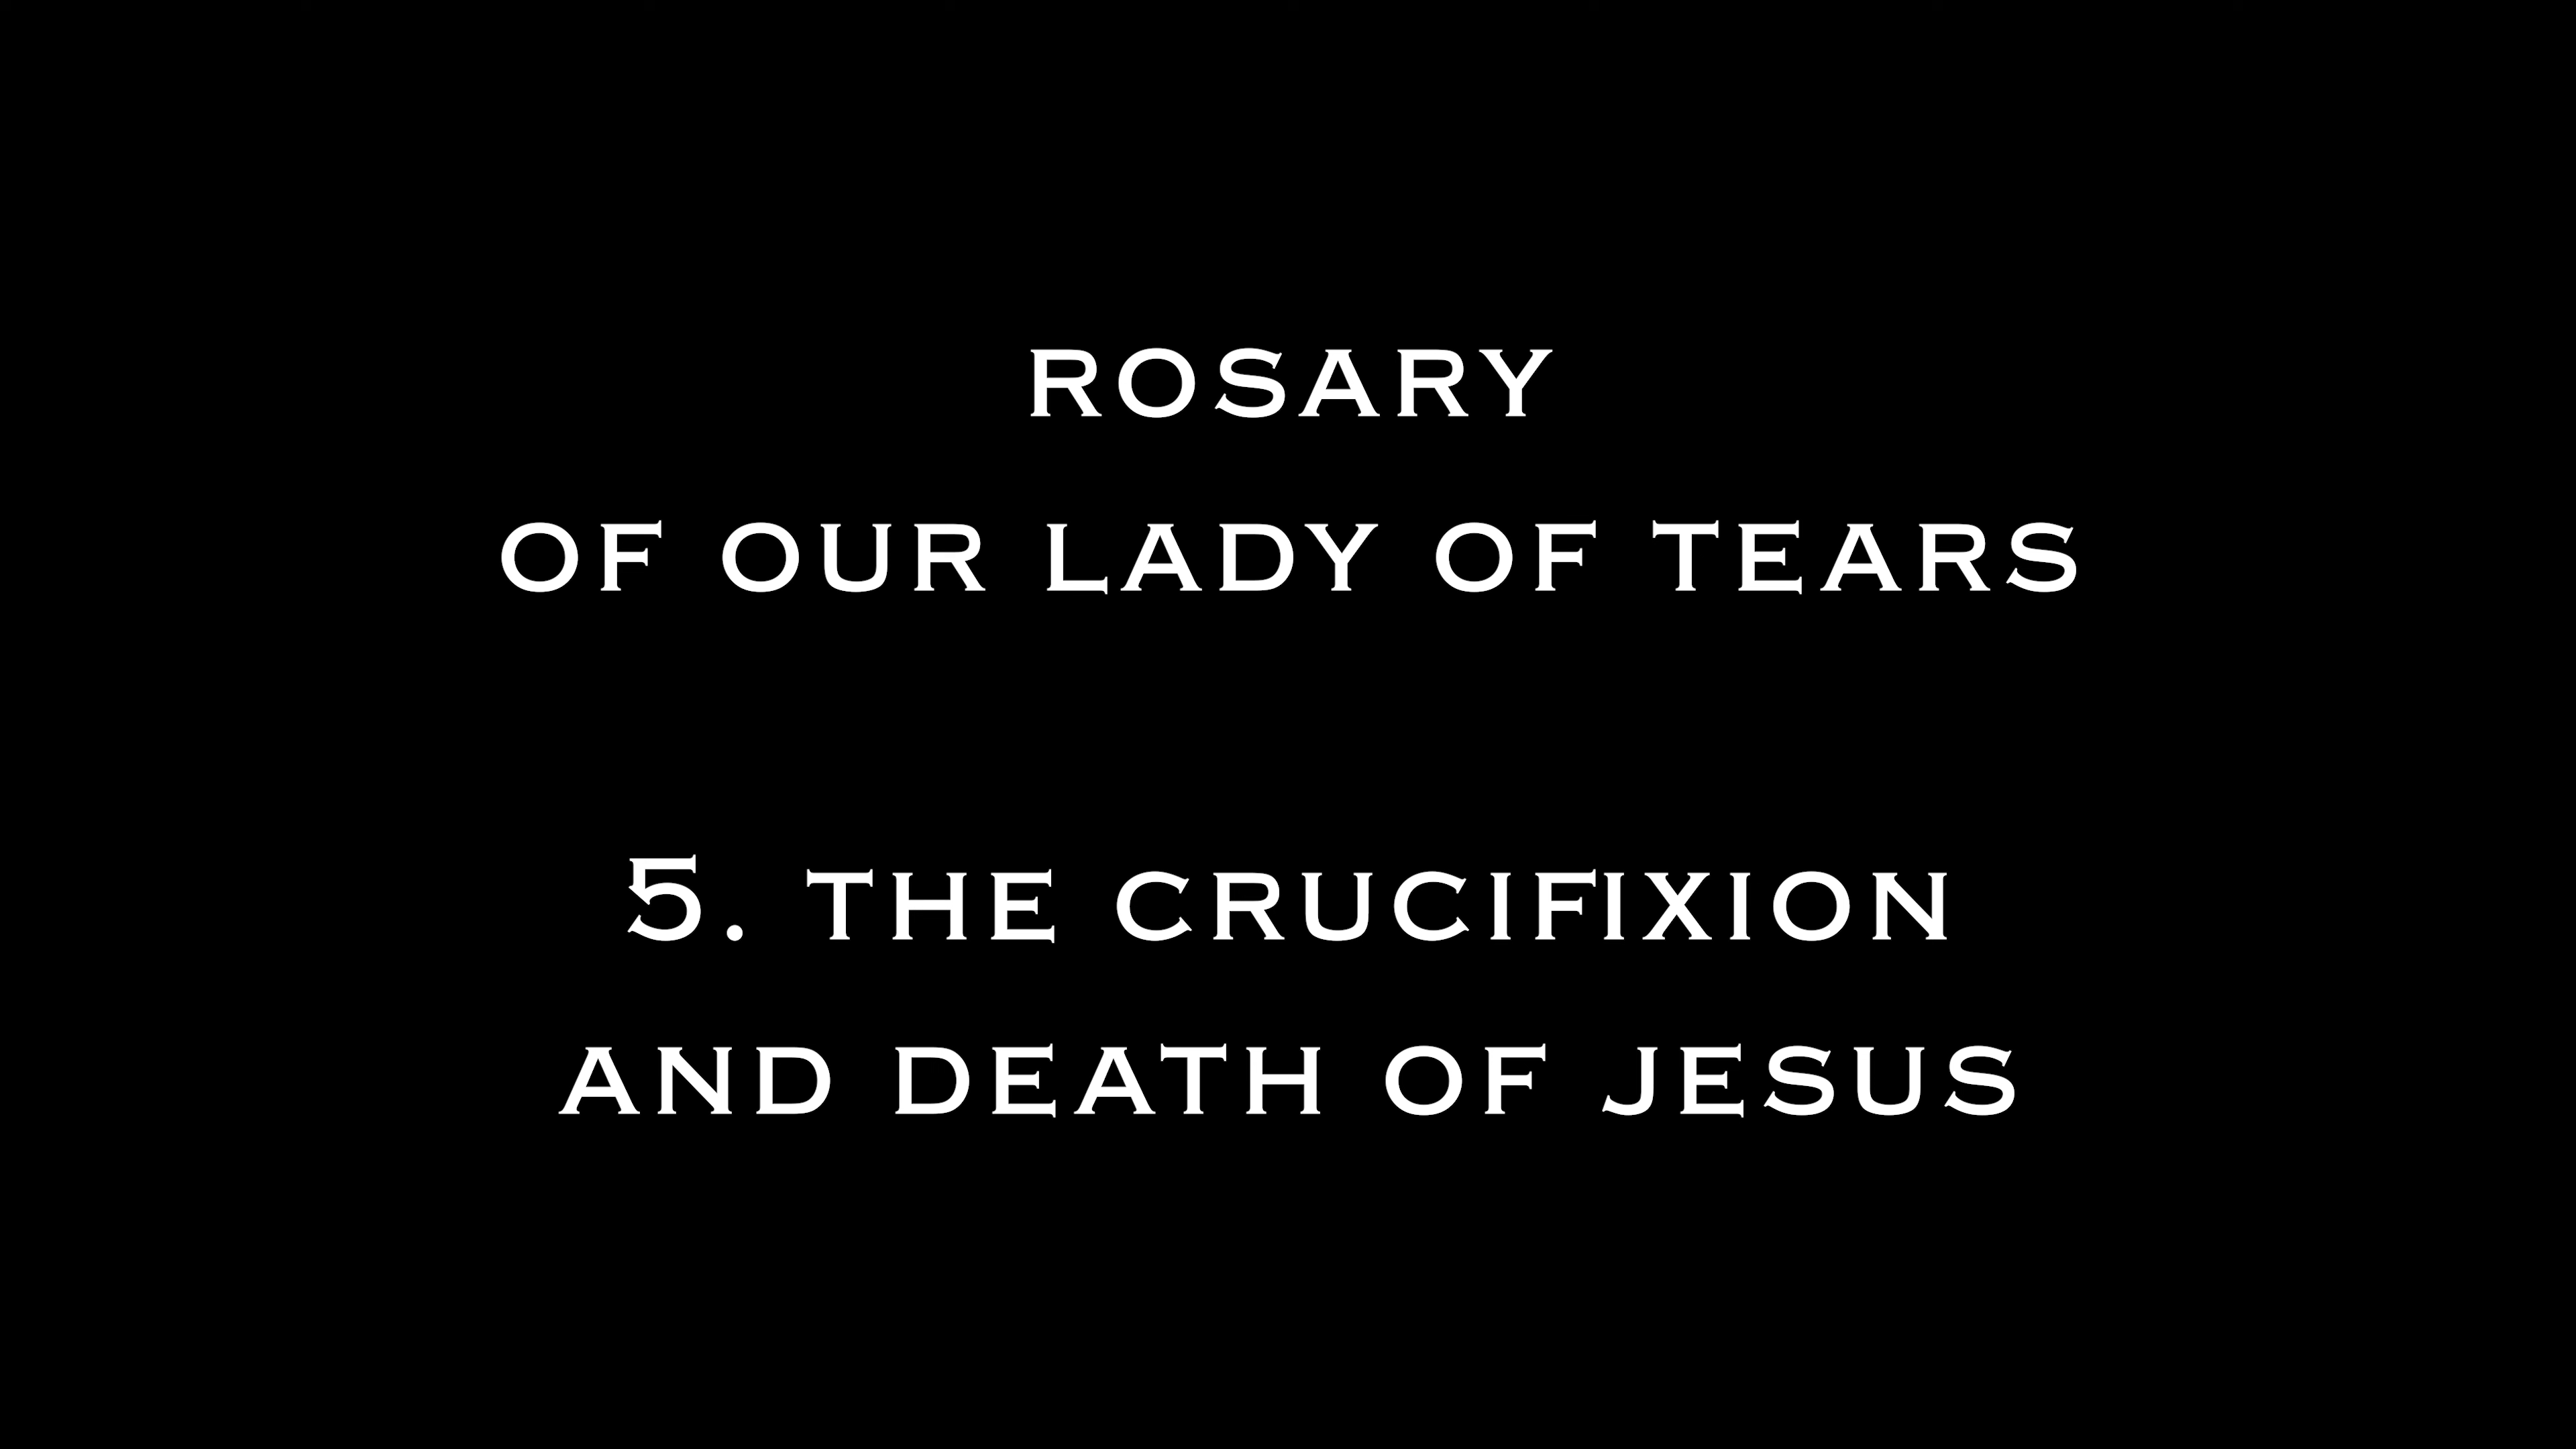 ROSARY
OF OUR LADY OF TEARS
5. THE CRUCIFIXION
AND DEATH OF JESUS